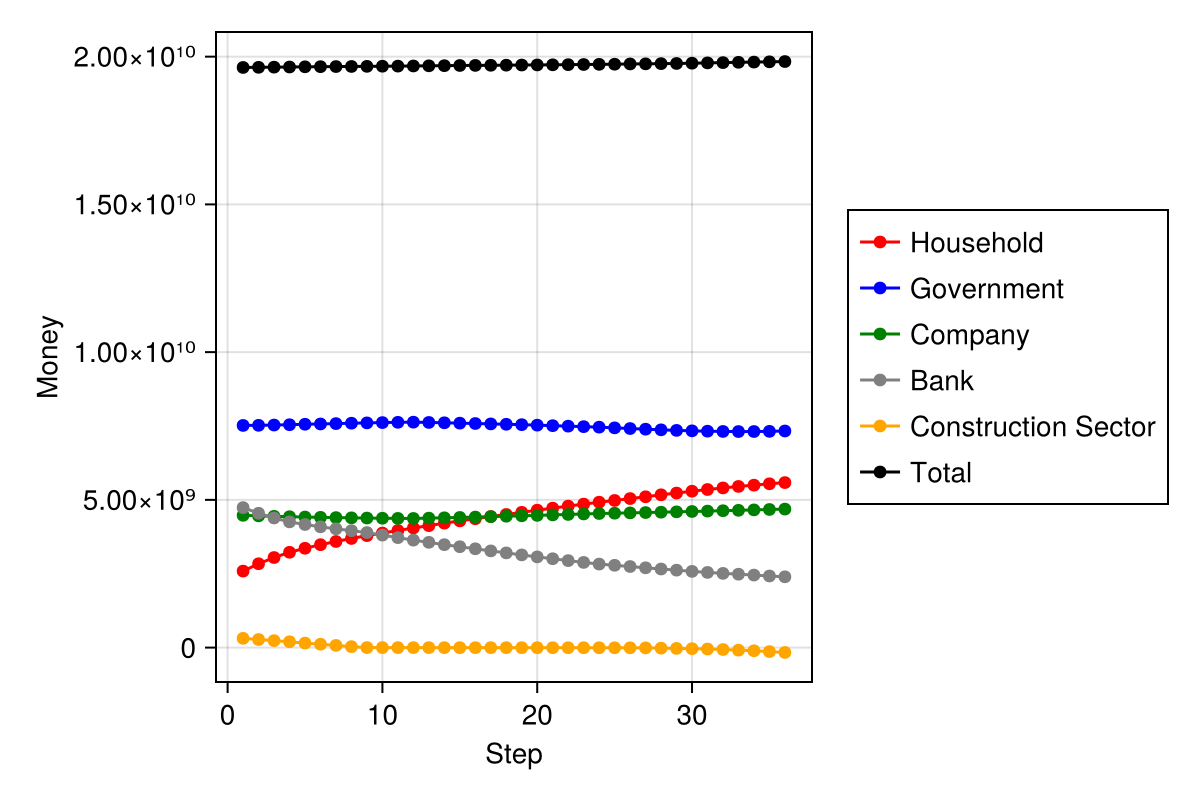 2.00×10¹⁰
1.50×10¹⁰
1.00×10¹⁰
5.00×10⁹
0
Money
0 10 20 30
Step
Household
Government
Company
Bank
Construction Sector
Total